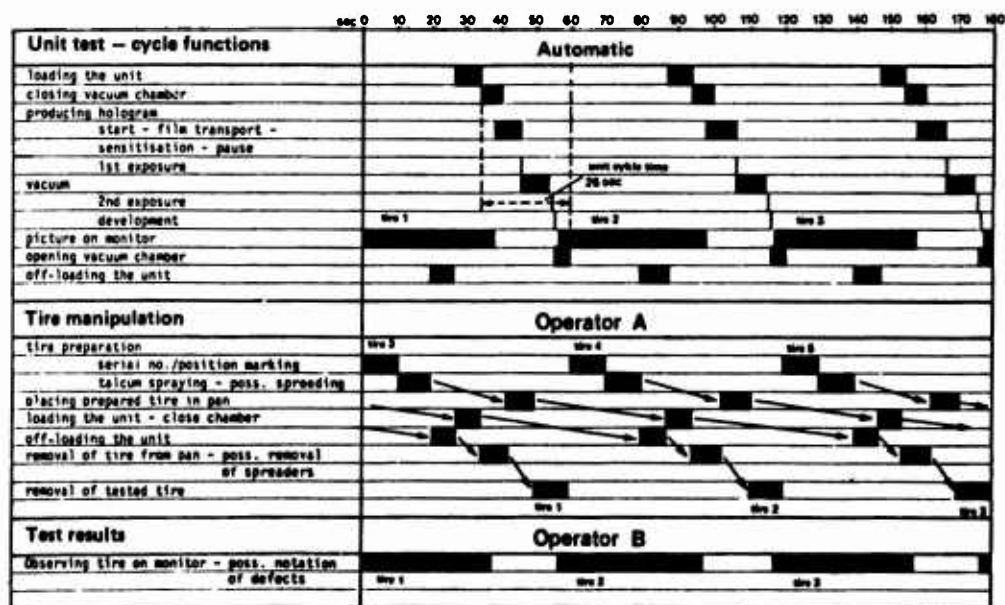 sec 0 10 20 30 40 50 60 70 80 90 100 110 120 130 140 150 160 170 180
Unit test – cycle functions
Automatic
loading the unit
closing vacuum chamber
producing hologram
start - film transport -
sensitisation - pause
1st exposure
unit cycle time
vacuum
26 sec
2nd exposure
development
tire 1
tire 2
tire 3
picture on monitor
opening vacuum chamber
off-loading the unit
Tire manipulation
Operator A
tire preparation
tire 3
tire 4
tire 5
serial no./position marking
talcum spraying - poss. spreading
placing prepared tire in pan
loading the unit - close chamber
off-loading the unit
removal of tire from pan - poss. removal
of spreaders
removal of tested tire
tire 1
tire 2
tire 3
Test results
Operator B
Observing tire on monitor - poss. notation
of defects
tire 1
tire 2
tire 3